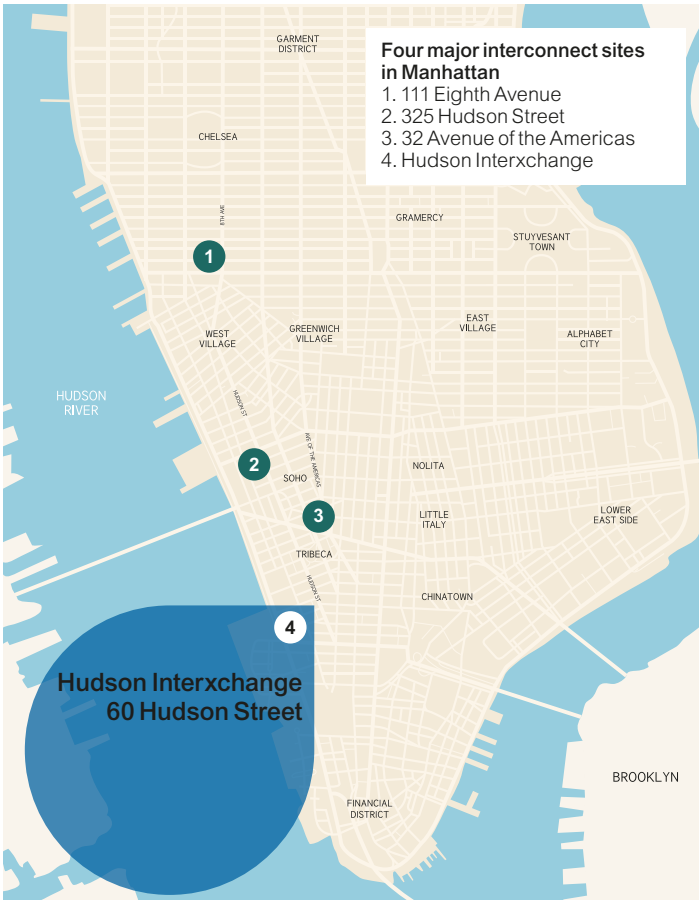 Four major interconnect sites
in Manhattan
1. 111 Eighth Avenue
2. 325 Hudson Street
3. 32 Avenue of the Americas
4. Hudson Interxchange
GARMENT
DISTRICT
CHELSEA
8TH AVE
GRAMERCY
STUYVESANT
TOWN
1
WEST
VILLAGE
GREENWICH
VILLAGE
EAST
VILLAGE
ALPHABET
CITY
HUDSON
RIVER
HUDSON ST
AVE OF THE AMERICAS
2
SOHO
NOLITA
3
LITTLE
ITALY
LOWER
EAST SIDE
TRIBECA
HUDSON ST
CHINATOWN
4
Hudson Interxchange
60 Hudson Street
BROOKLYN
FINANCIAL
DISTRICT